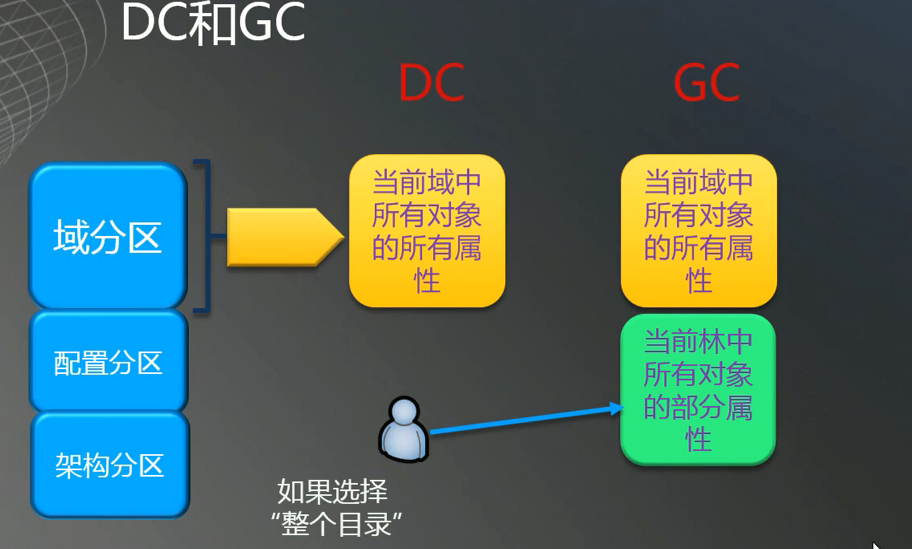 DC和GC
DC
GC
域分区
配置分区
架构分区
当前域中
所有对象
的所有属
性
当前域中
所有对象
的所有属
性
当前林中
所有对象
的部分属
性
如果选择
“整个目录”